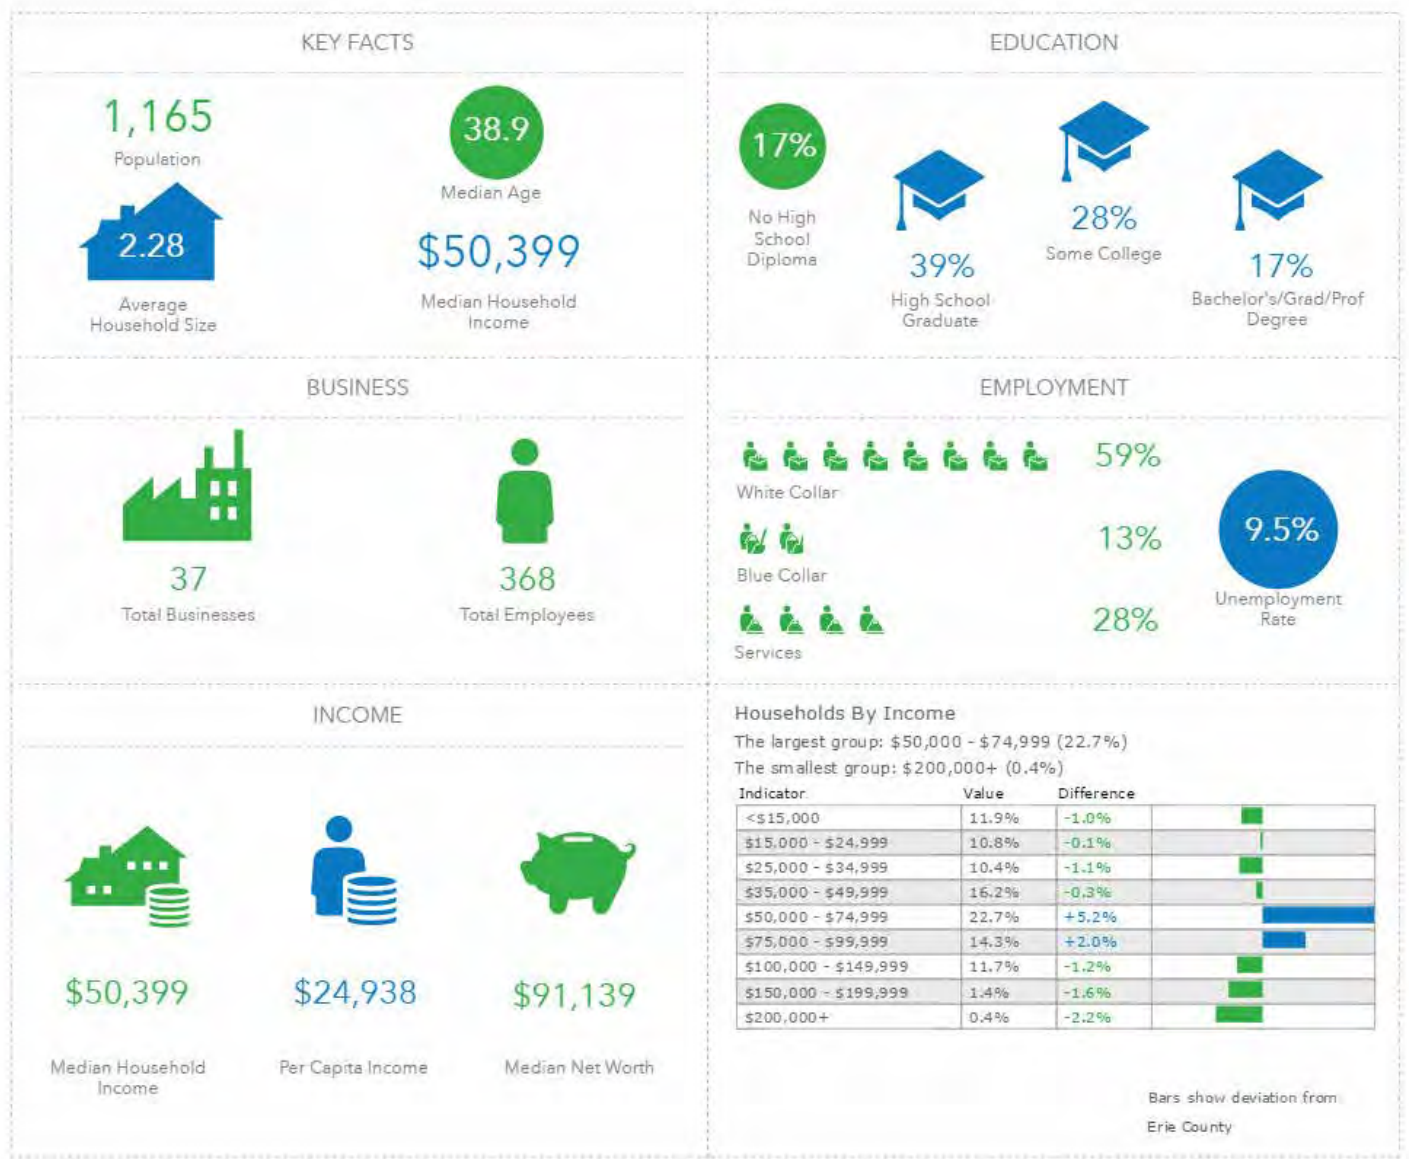 KEY FACTS
1,165
Population
38.9
Median Age
2.28
Average
Household Size
$50,399
Median Household
Income
EDUCATION
17%
No High
School
Diploma
39%
High School
Graduate
28%
Some College
17%
Bachelor's/Grad/Prof
Degree
BUSINESS
37
Total Businesses
368
Total Employees
EMPLOYMENT
59%
White Collar
13%
Blue Collar
28%
Services
9.5%
Unemployment
Rate
INCOME
$50,399
Median Household
Income
$24,938
Per Capita Income
$91,139
Median Net Worth
Households By Income
The largest group: $50,000 - $74,999 (22.7%)
The smallest group: $200,000+ (0.4%)
Indicator Value Difference
<$15,000 11.9% -1.0%
$15,000 - $24,999 10.8% -0.1%
$25,000 - $34,999 10.4% -1.1%
$35,000 - $49,999 16.2% -0.3%
$50,000 - $74,999 22.7% +5.2%
$75,000 - $99,999 14.3% +2.0%
$100,000 - $149,999 11.7% -1.2%
$150,000 - $199,999 1.4% -1.6%
$200,000+ 0.4% -2.2%
Bars show deviation from
Erie County